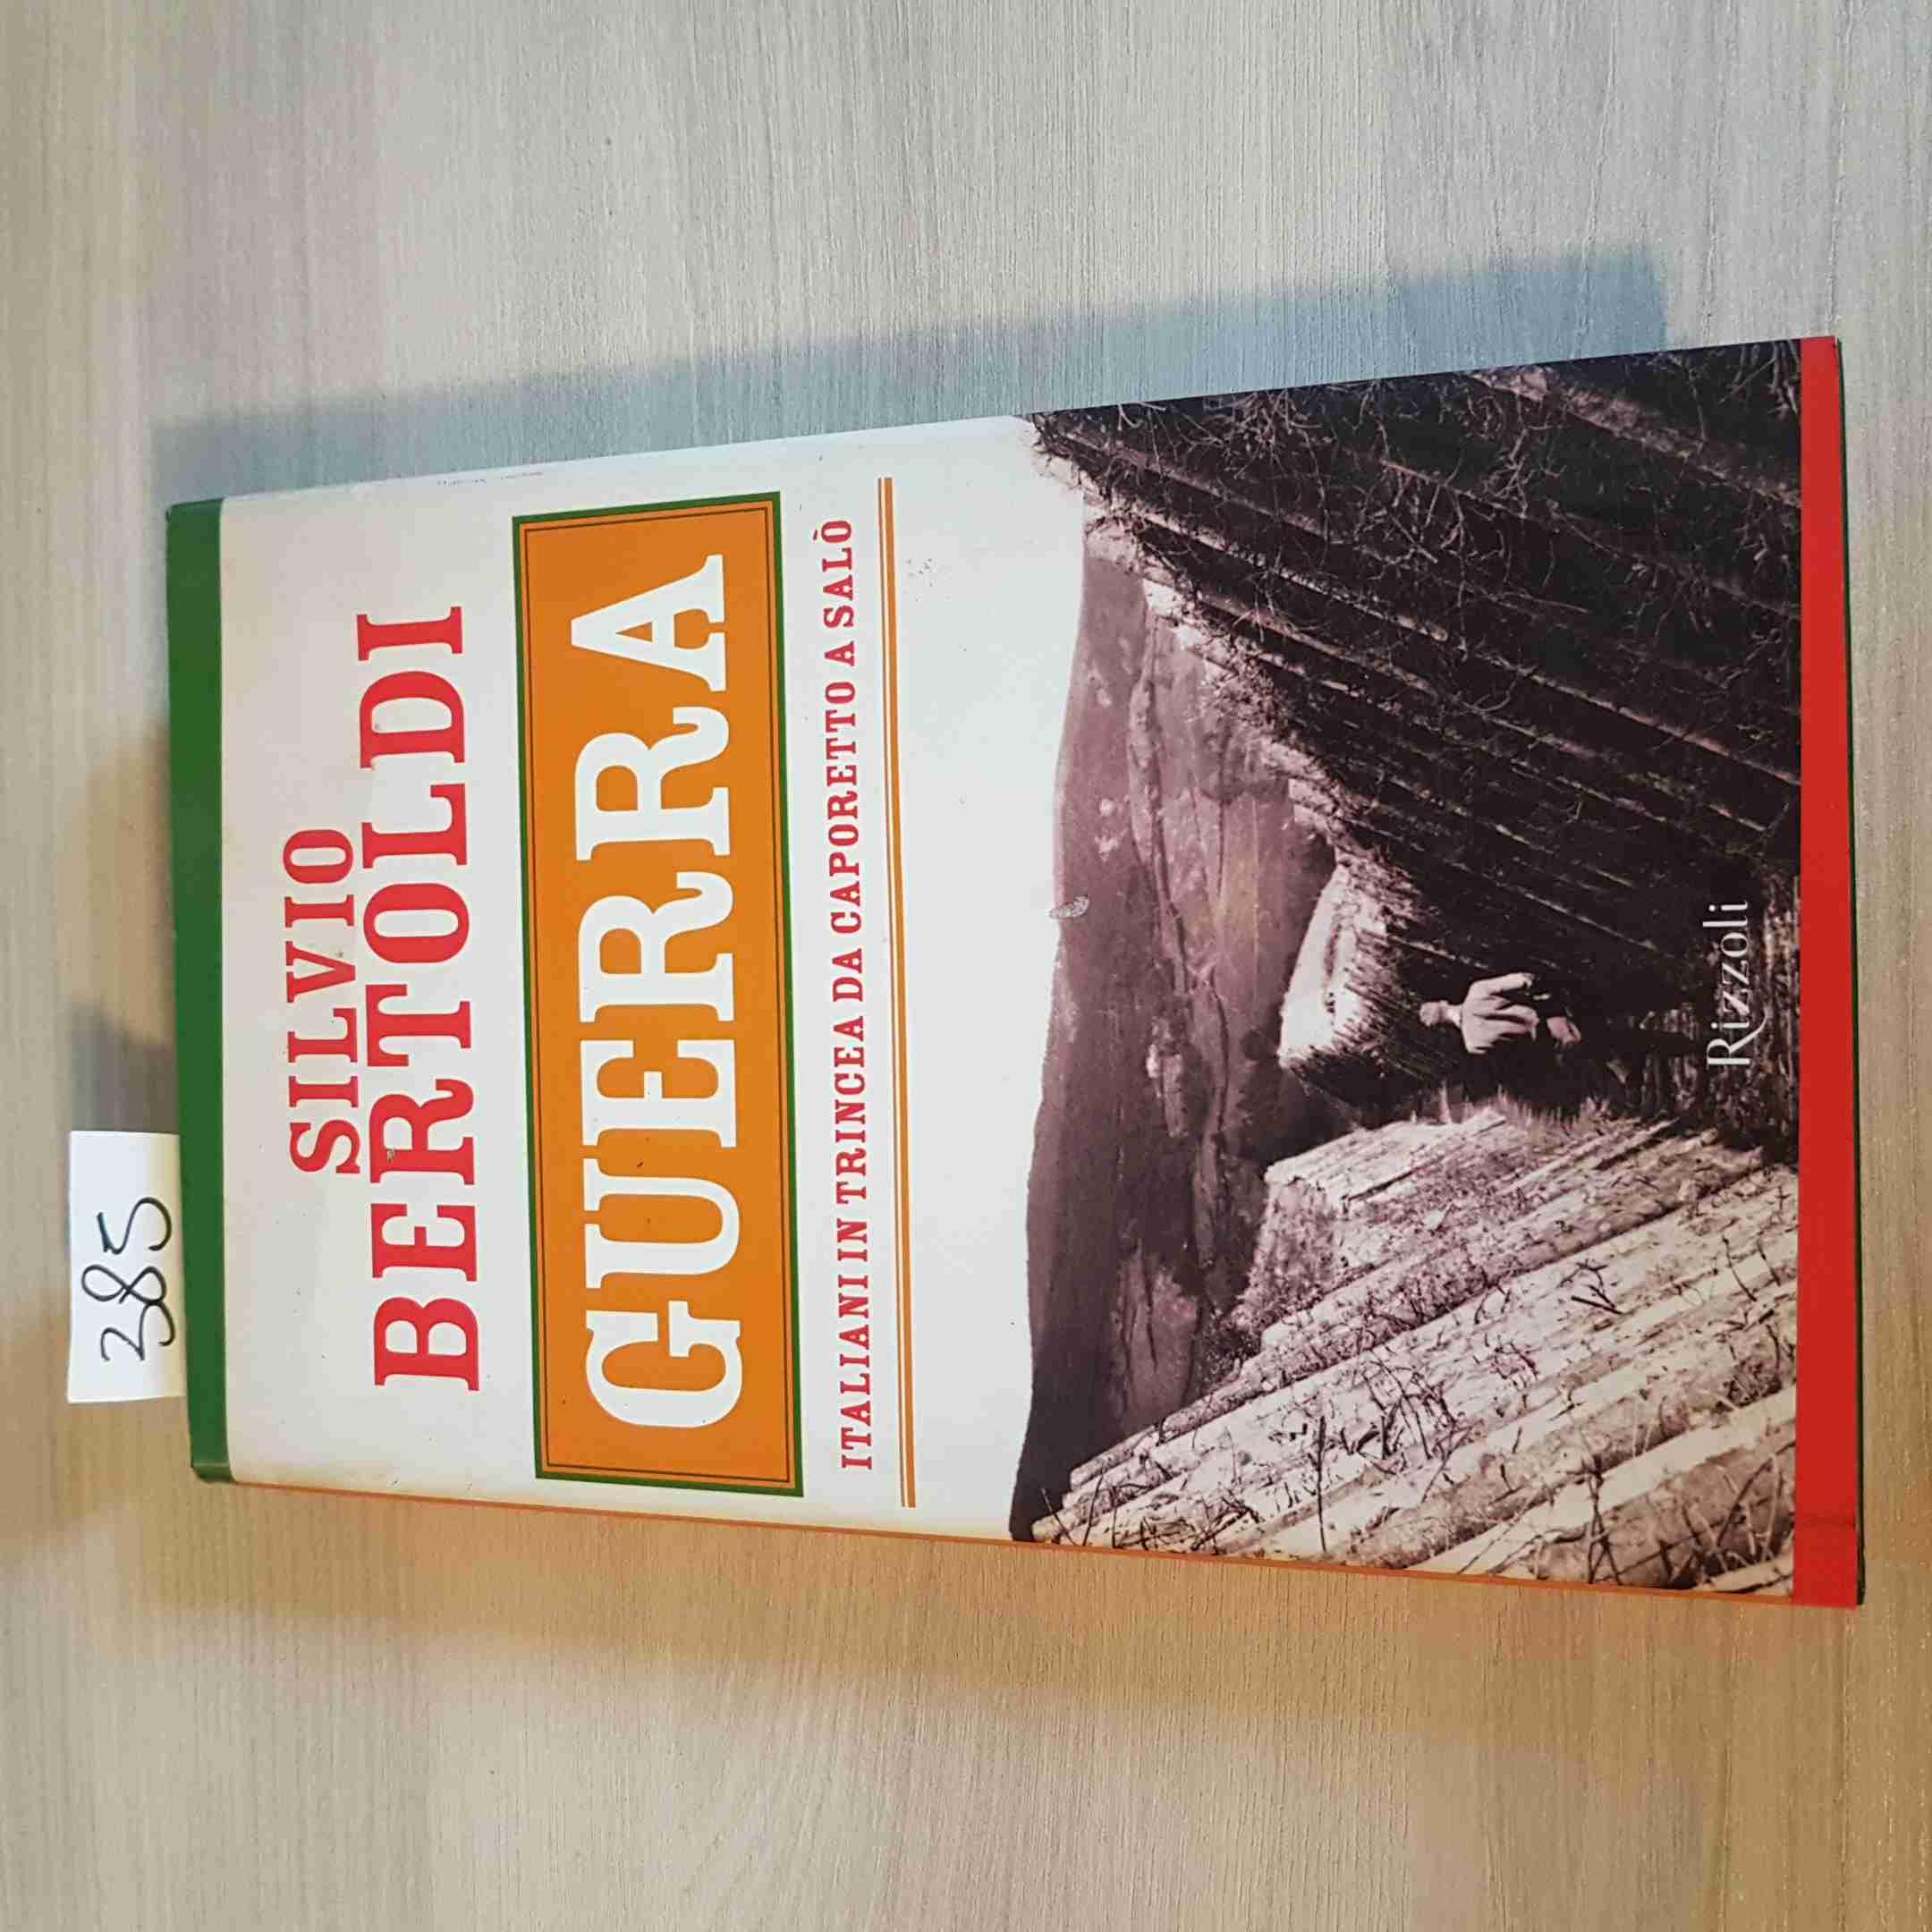 385
SILVIO
BERTOLDI
GUERRA
ITALIANI IN TRINCEA DA CAPORETTO A SALÒ
Rizzoli